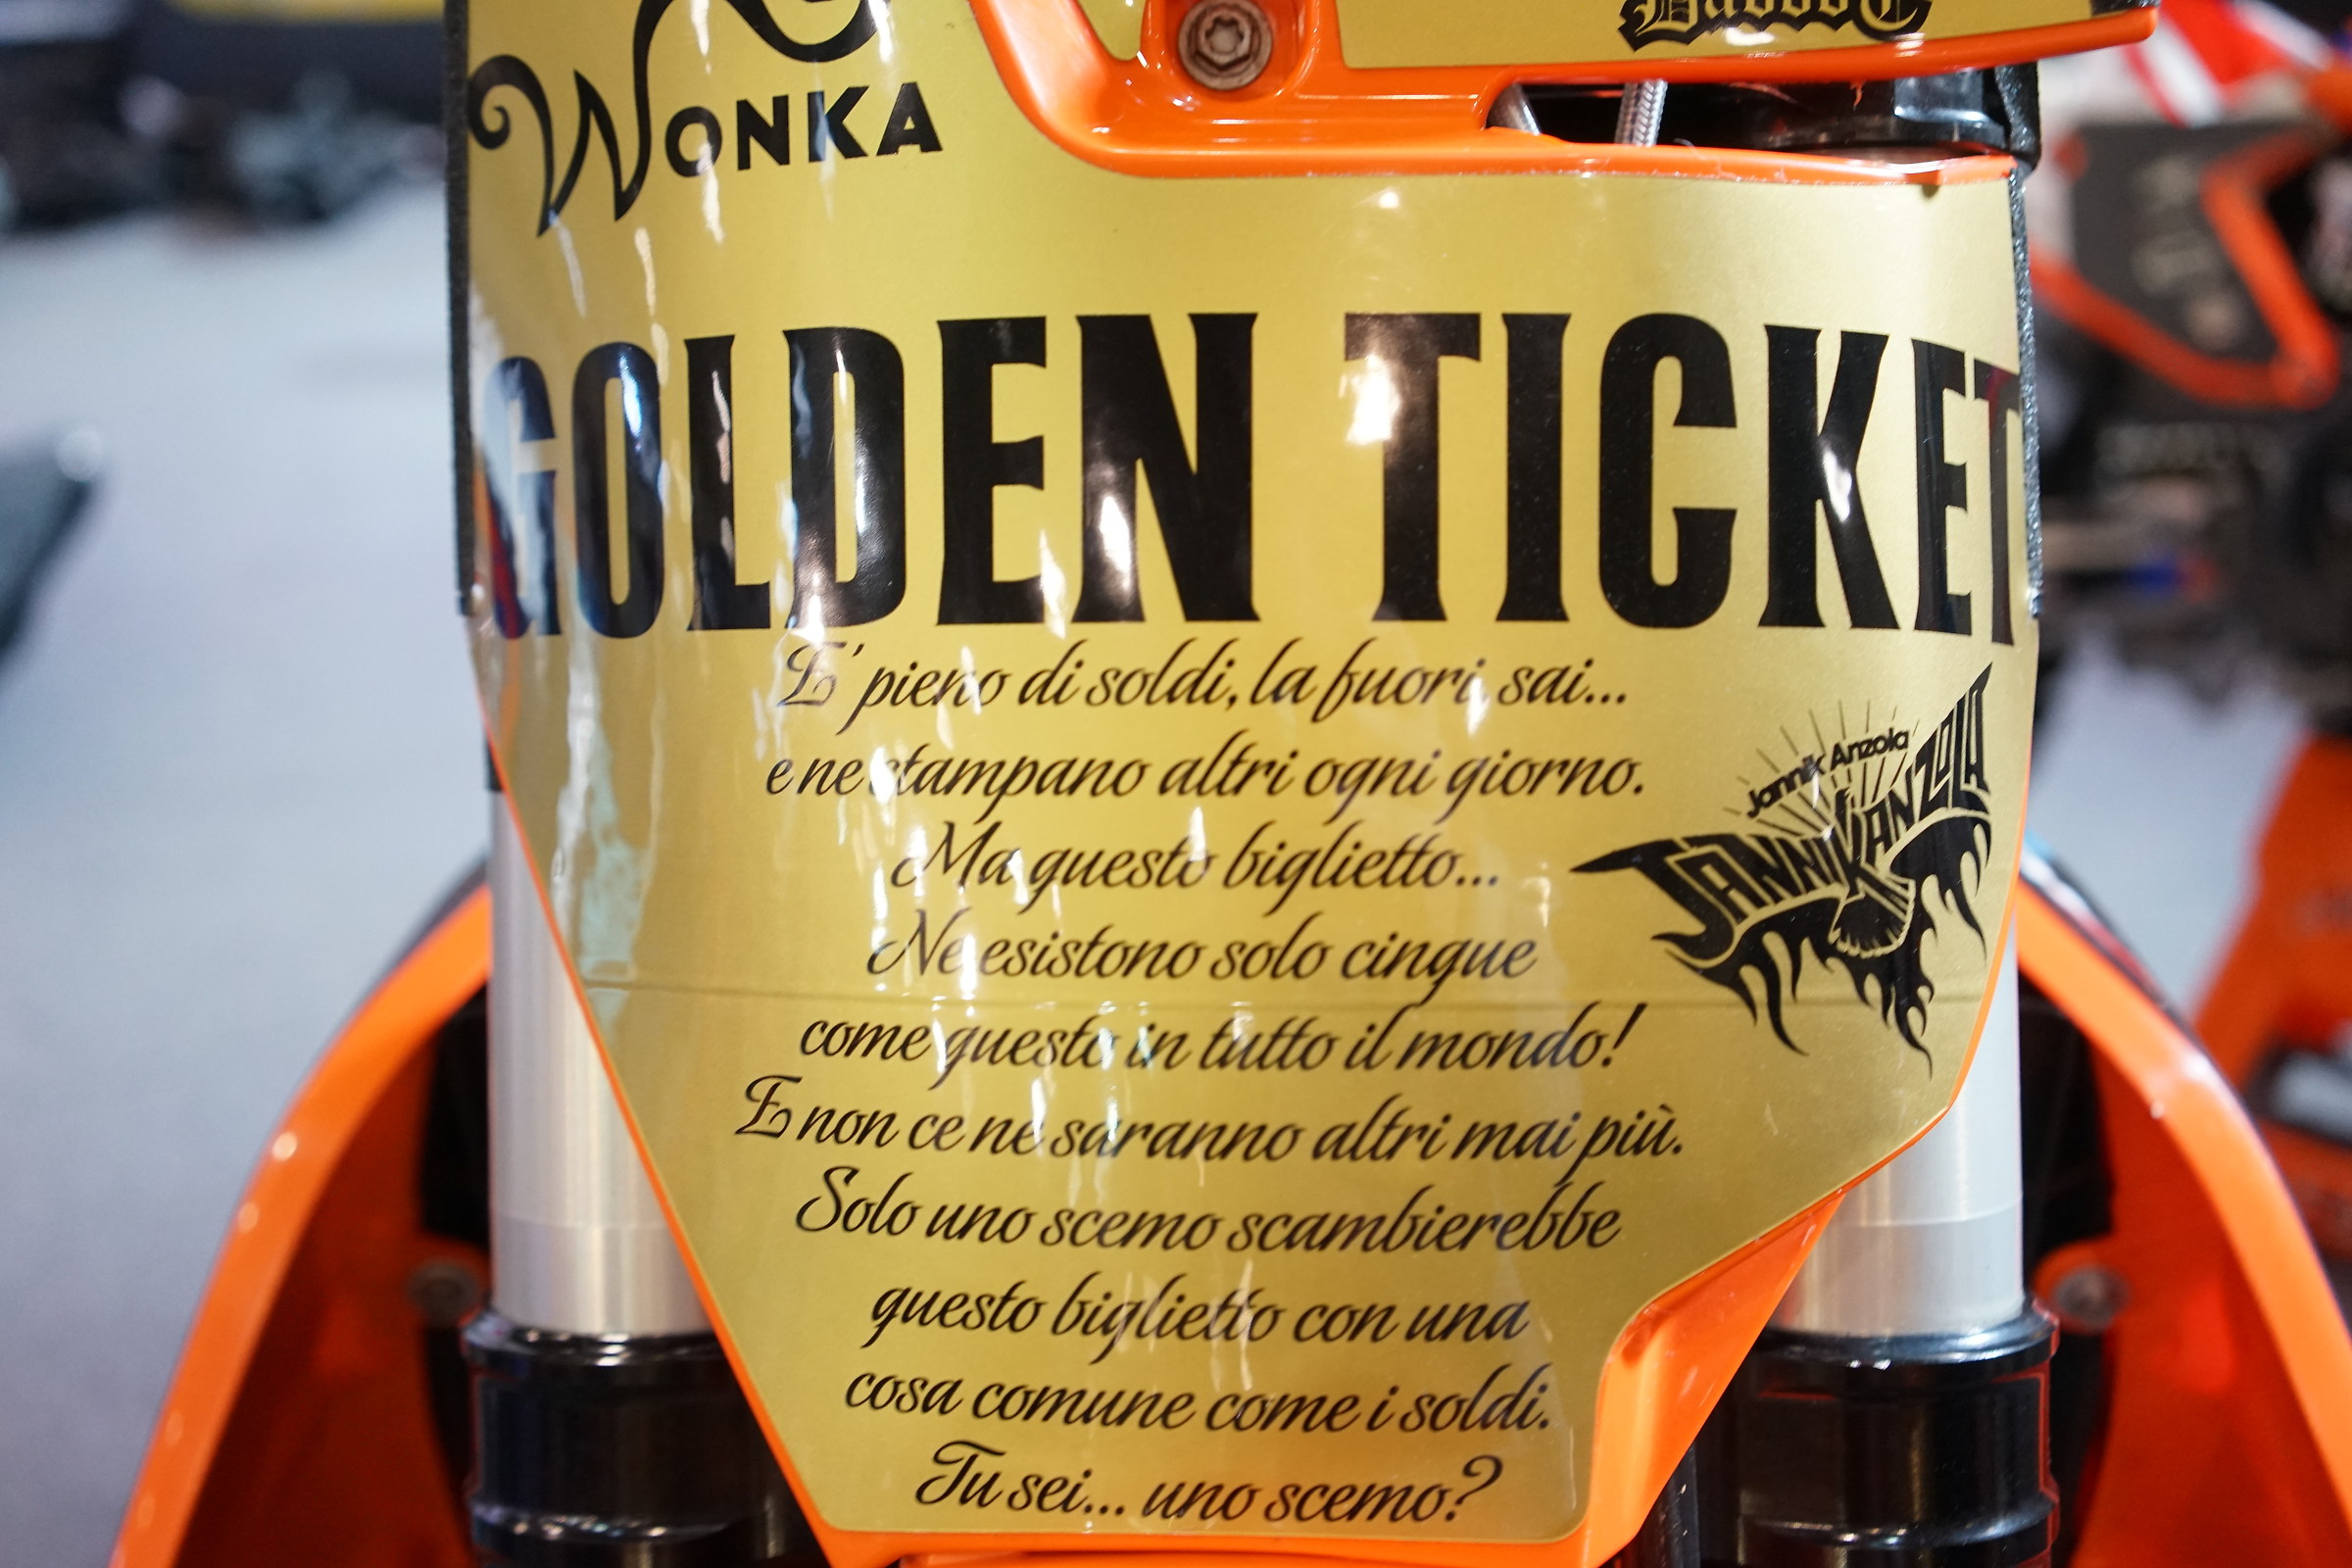 WONKA
GOLDEN TICKET
E' pieno di soldi, la fuori sai...
e ne stampano altri ogni giorno.
Ma questo biglietto...
Ne esistono solo cinque
come questo in tutto il mondo!
E non ce ne saranno altri mai più.
Solo uno scemo scambierebbe
questo biglietto con una
cosa comune come i soldi.
Tu sei... uno scemo?
Jannik Anzola
JANNIK ANZOLA